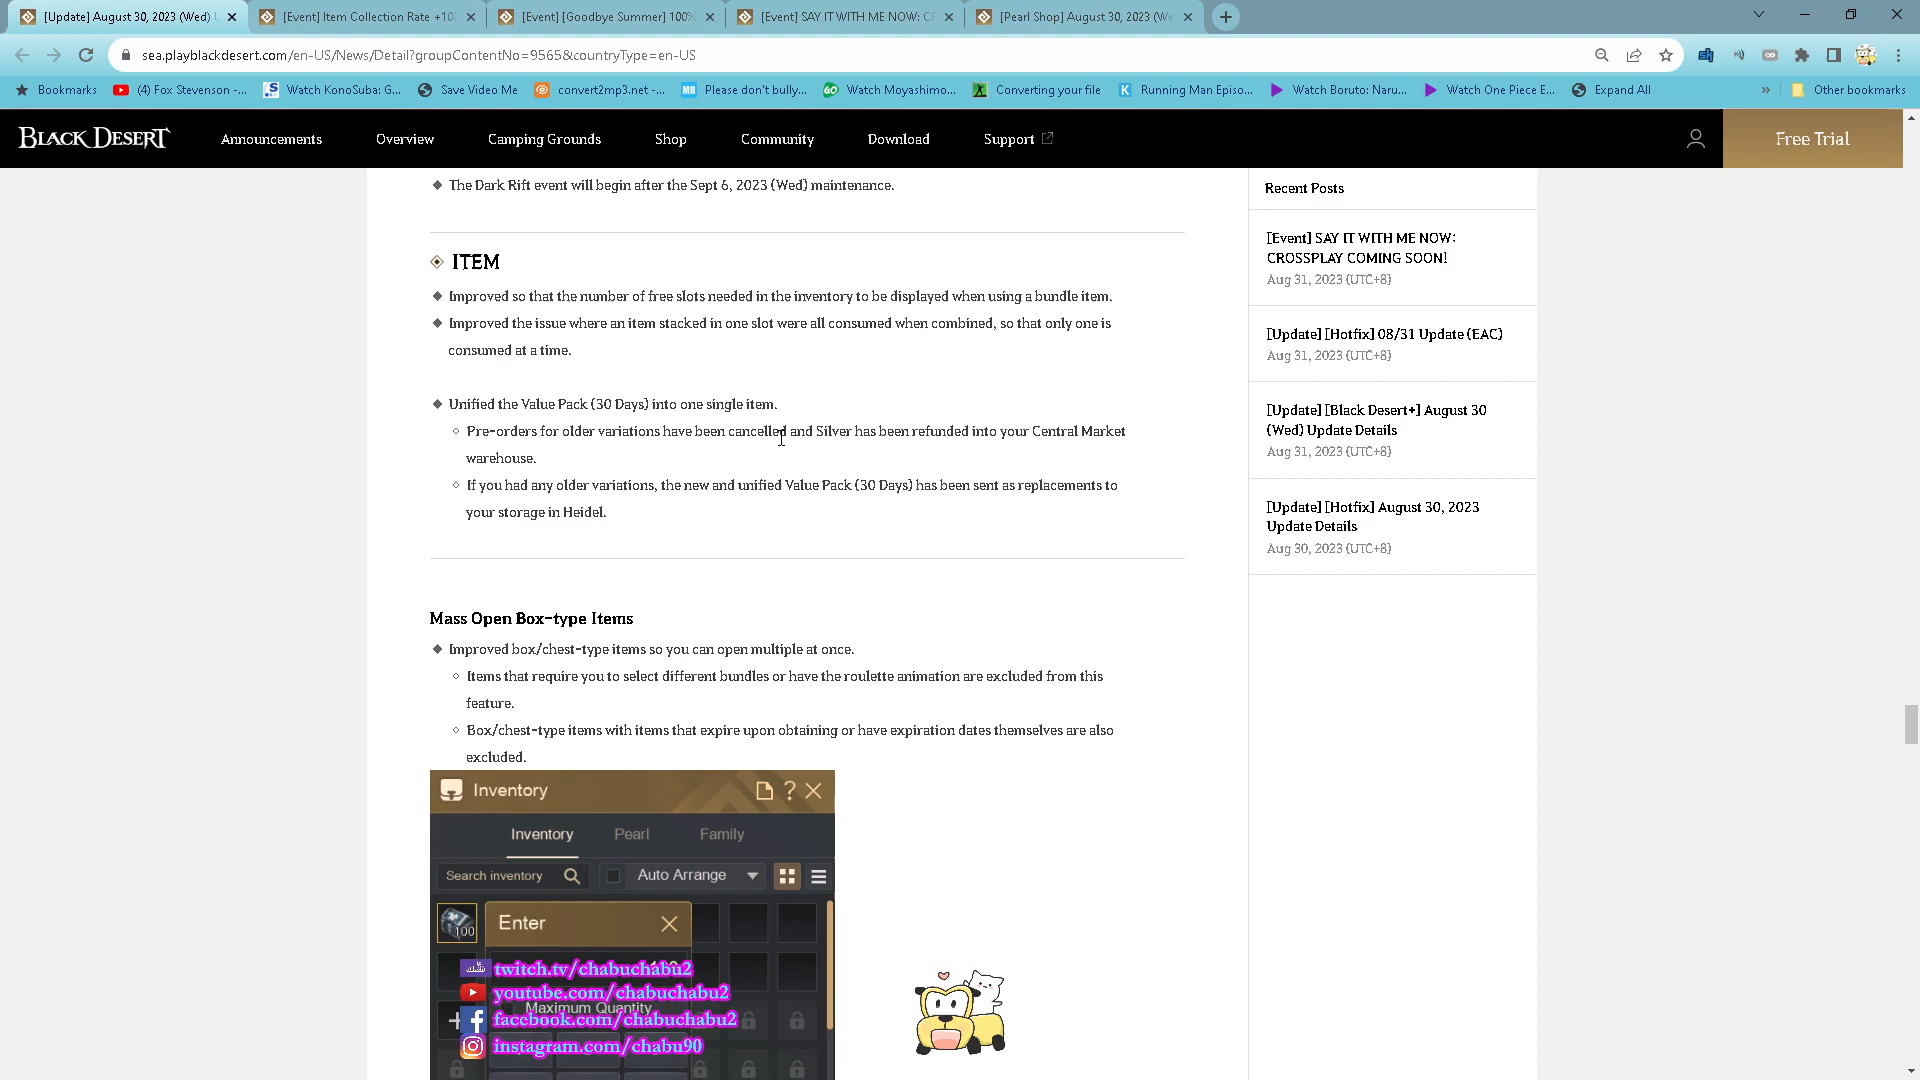 [Update] August 30, 2023 (Wed) U
[Event] Item Collection Rate +100
[Event] [Goodbye Summer] 100%
[Event] SAY IT WITH ME NOW: CR
[Pearl Shop] August 30, 2023 (We
sea.playblackdesert.com/en-US/News/Detail?groupContentNo=9565&countryType=en-US
Bookmarks
(4) Fox Stevenson -...
Watch KonoSuba: G...
Save Video Me
convert2mp3.net -...
Please don't bully...
Watch Moyashimo...
Converting your file
Running Man Episo...
Watch Boruto: Naru...
Watch One Piece E...
Expand All
»
Other bookmarks
BLACK DESERT
Announcements
Overview
Camping Grounds
Shop
Community
Download
Support
Free Trial
The Dark Rift event will begin after the Sept 6, 2023 (Wed) maintenance.
ITEM
Improved so that the number of free slots needed in the inventory to be displayed when using a bundle item.
Improved the issue where an item stacked in one slot were all consumed when combined, so that only one is
consumed at a time.
Unified the Value Pack (30 Days) into one single item.
Pre-orders for older variations have been cancelled and Silver has been refunded into your Central Market
warehouse.
If you had any older variations, the new and unified Value Pack (30 Days) has been sent as replacements to
your storage in Heidel.
Mass Open Box-type Items
Improved box/chest-type items so you can open multiple at once.
Items that require you to select different bundles or have the roulette animation are excluded from this
feature.
Box/chest-type items with items that expire upon obtaining or have expiration dates themselves are also
excluded.
Inventory
?
Inventory
Pearl
Family
Search inventory
Auto Arrange
100
Enter
Maximum Quantity
twitch.tv/chabuchabu2
youtube.com/chabuchabu2
facebook.com/chabuchabu2
instagram.com/chabu90
Recent Posts
[Event] SAY IT WITH ME NOW:
CROSSPLAY COMING SOON!
Aug 31, 2023 (UTC+8)
[Update] [Hotfix] 08/31 Update (EAC)
Aug 31, 2023 (UTC+8)
[Update] [Black Desert+] August 30
(Wed) Update Details
Aug 31, 2023 (UTC+8)
[Update] [Hotfix] August 30, 2023
Update Details
Aug 30, 2023 (UTC+8)